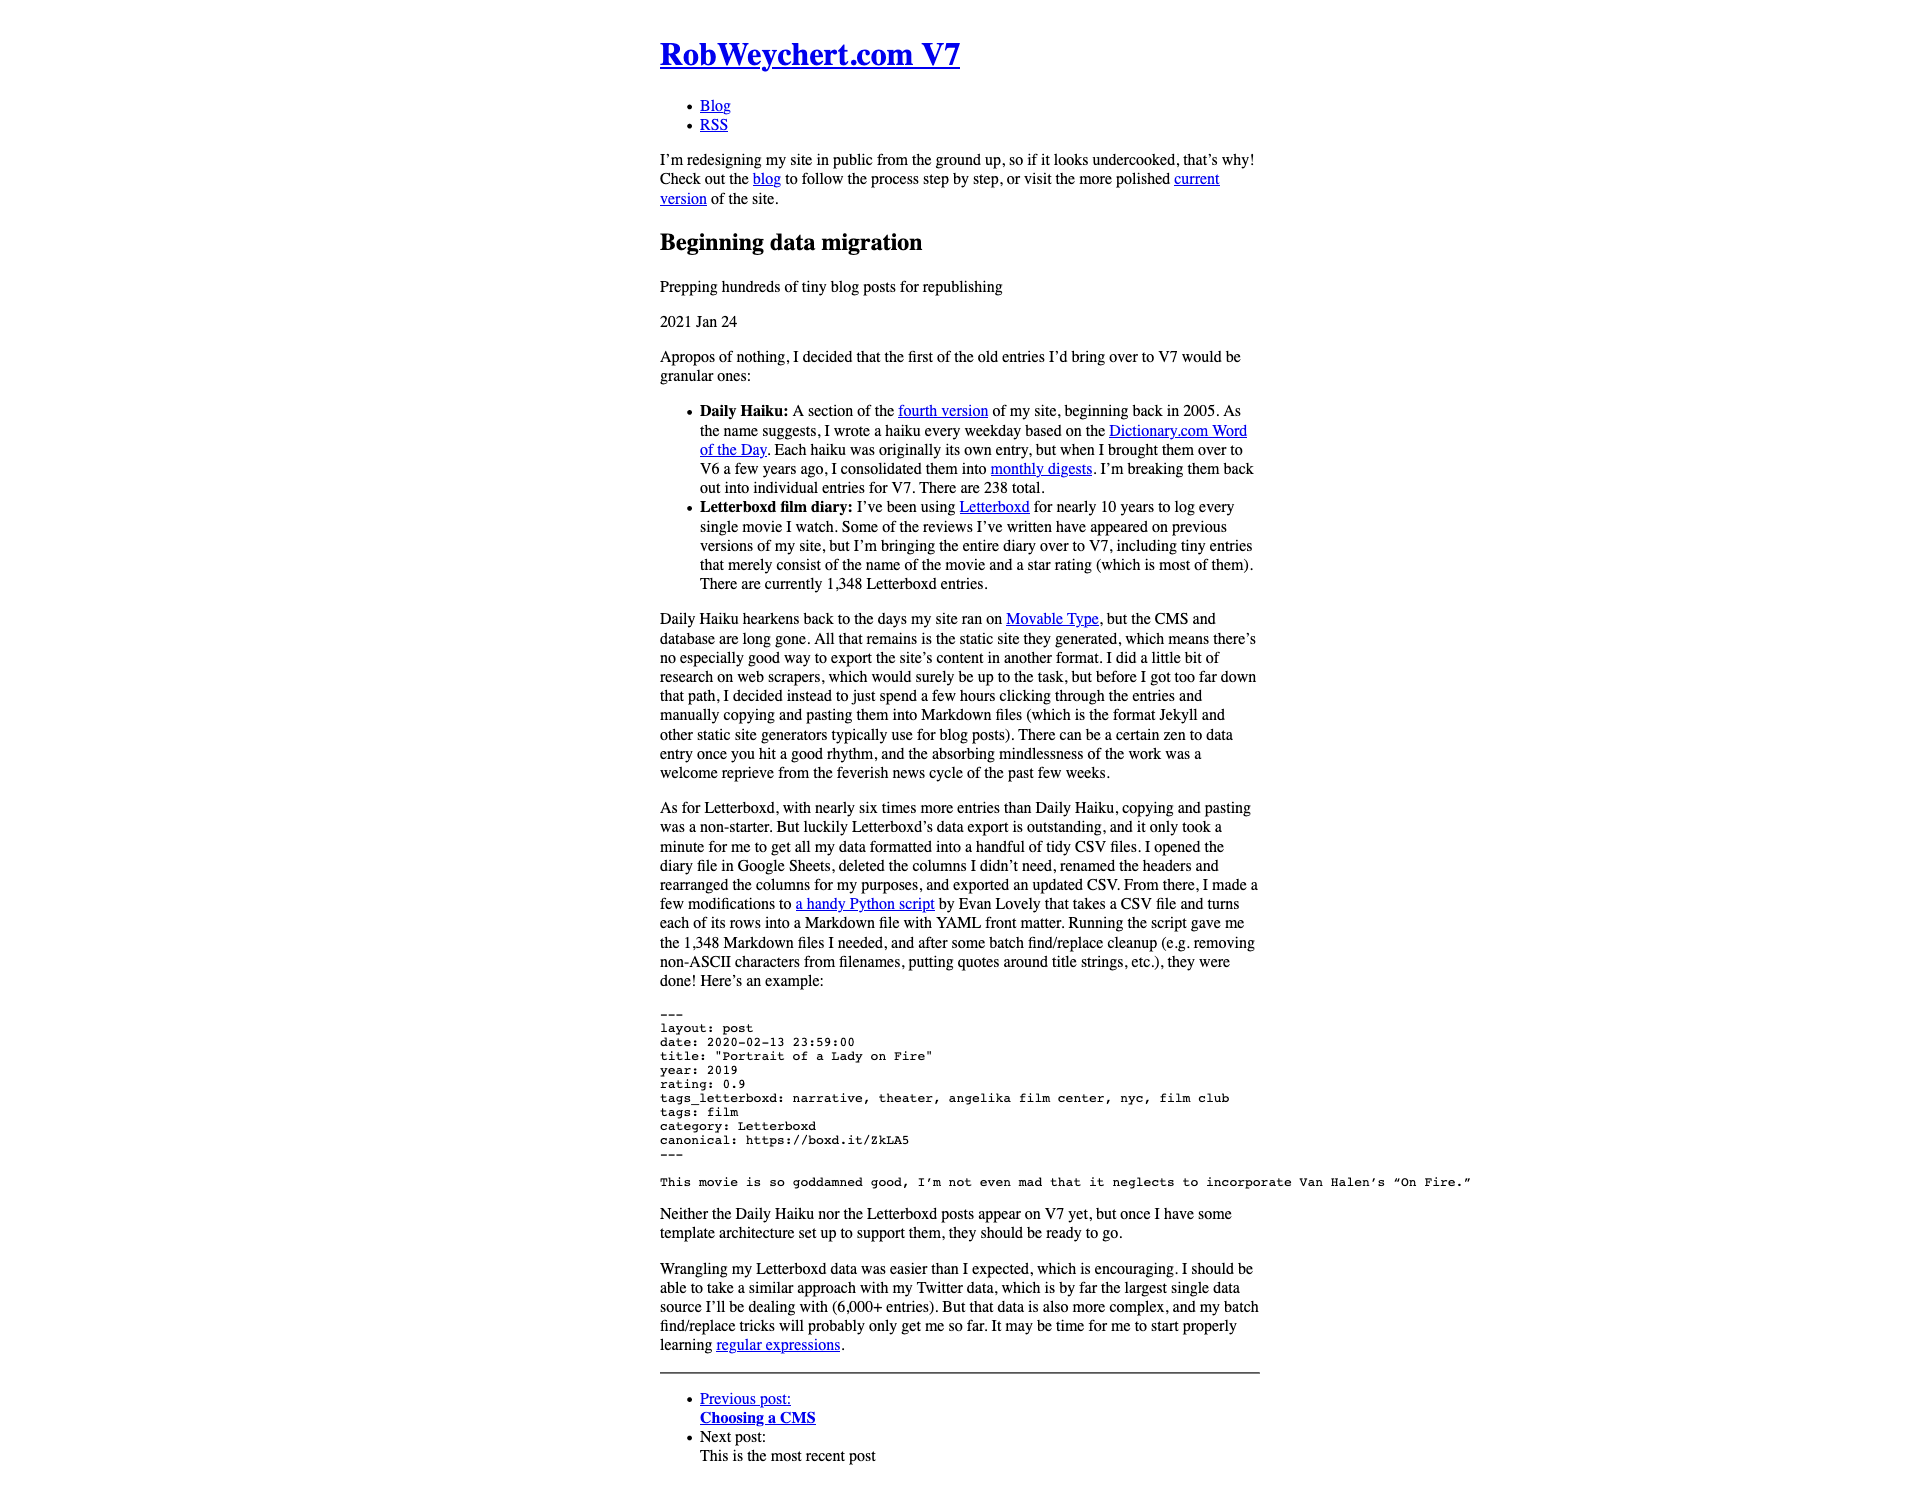 RobWeychert.com V7
• Blog
• RSS
I’m redesigning my site in public from the ground up, so if it looks undercooked, that’s why!
Check out the blog to follow the process step by step, or visit the more polished current
version of the site.
Beginning data migration
Prepping hundreds of tiny blog posts for republishing
2021 Jan 24
Apropos of nothing, I decided that the first of the old entries I’d bring over to V7 would be
granular ones:
• Daily Haiku: A section of the fourth version of my site, beginning back in 2005. As
the name suggests, I wrote a haiku every weekday based on the Dictionary.com Word
of the Day. Each haiku was originally its own entry, but when I brought them over to
V6 a few years ago, I consolidated them into monthly digests. I’m breaking them back
out into individual entries for V7. There are 238 total.
• Letterboxd film diary: I’ve been using Letterboxd for nearly 10 years to log every
single movie I watch. Some of the reviews I’ve written have appeared on previous
versions of my site, but I’m bringing the entire diary over to V7, including tiny entries
that merely consist of the name of the movie and a star rating (which is most of them).
There are currently 1,348 Letterboxd entries.
Daily Haiku hearkens back to the days my site ran on Movable Type, but the CMS and
database are long gone. All that remains is the static site they generated, which means there’s
no especially good way to export the site’s content in another format. I did a little bit of
research on web scrapers, which would surely be up to the task, but before I got too far down
that path, I decided instead to just spend a few hours clicking through the entries and
manually copying and pasting them into Markdown files (which is the format Jekyll and
other static site generators typically use for blog posts). There can be a certain zen to data
entry once you hit a good rhythm, and the absorbing mindlessness of the work was a
welcome reprieve from the feverish news cycle of the past few weeks.
As for Letterboxd, with nearly six times more entries than Daily Haiku, copying and pasting
was a non-starter. But luckily Letterboxd’s data export is outstanding, and it only took a
minute for me to get all my data formatted into a handful of tidy CSV files. I opened the
diary file in Google Sheets, deleted the columns I didn’t need, renamed the headers and
rearranged the columns for my purposes, and exported an updated CSV. From there, I made a
few modifications to a handy Python script by Evan Lovely that takes a CSV file and turns
each of its rows into a Markdown file with YAML front matter. Running the script gave me
the 1,348 Markdown files I needed, and after some batch find/replace cleanup (e.g. removing
non-ASCII characters from filenames, putting quotes around title strings, etc.), they were
done! Here’s an example:
---
layout: post
date: 2020-02-13 23:59:00
title: "Portrait of a Lady on Fire"
year: 2019
rating: 0.9
tags_letterboxd: narrative, theater, angelika film center, nyc, film club
tags: film
category: Letterboxd
canonical: https://boxd.it/ZkLA5
---
This movie is so goddamned good, I’m not even mad that it neglects to incorporate Van Halen’s “On Fire.”
Neither the Daily Haiku nor the Letterboxd posts appear on V7 yet, but once I have some
template architecture set up to support them, they should be ready to go.
Wrangling my Letterboxd data was easier than I expected, which is encouraging. I should be
able to take a similar approach with my Twitter data, which is by far the largest single data
source I’ll be dealing with (6,000+ entries). But that data is also more complex, and my batch
find/replace tricks will probably only get me so far. It may be time for me to start properly
learning regular expressions.
• Previous post:
Choosing a CMS
• Next post:
This is the most recent post